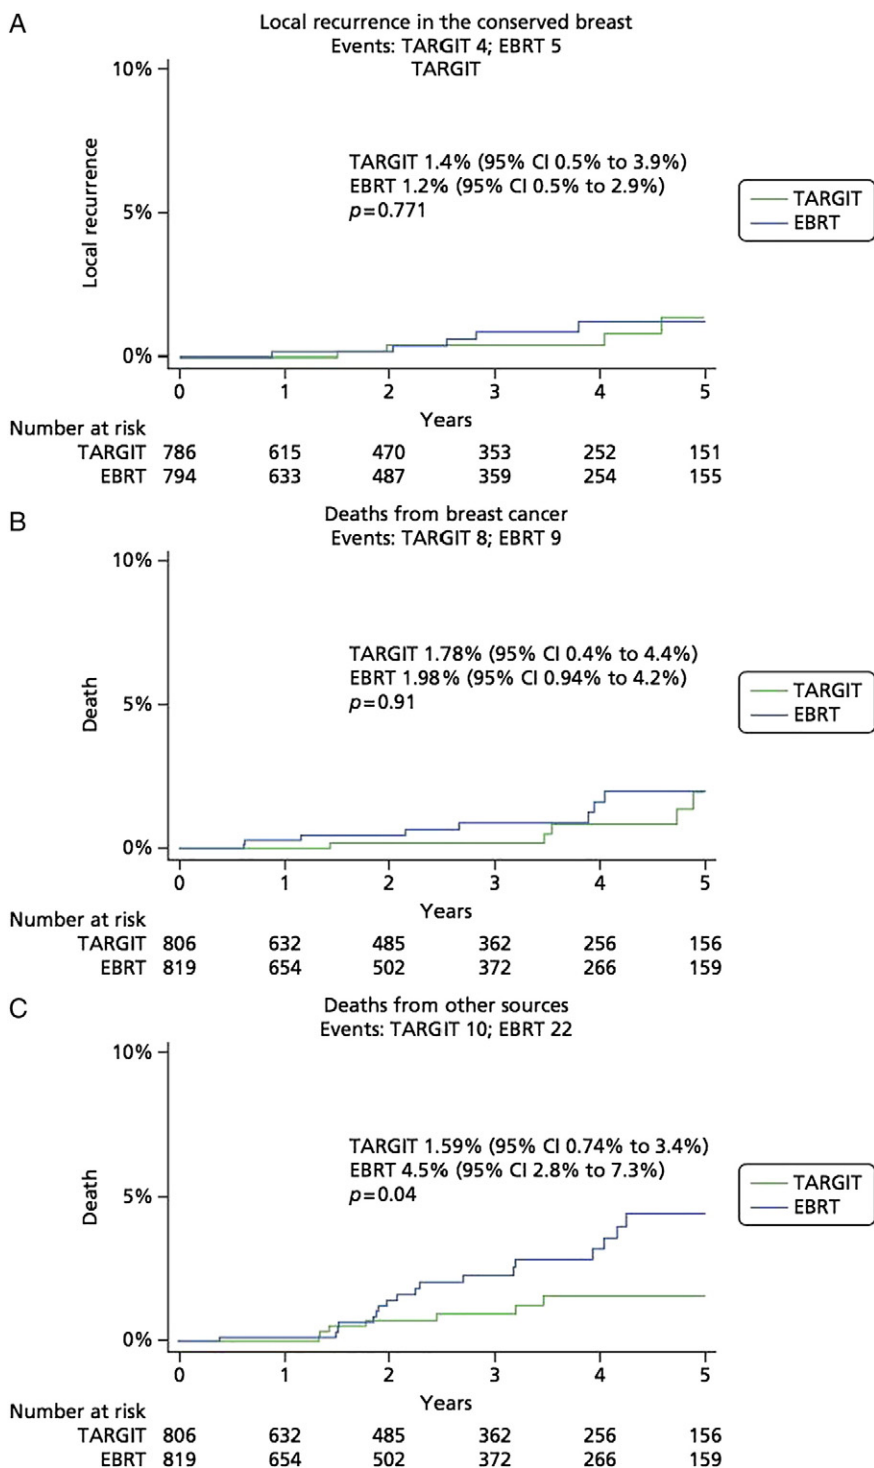 A
Local recurrence in the conserved breast
Events: TARGIT 4; EBRT 5
TARGIT
10%
5%
0%
Local recurrence
TARGIT 1.4% (95% CI 0.5% to 3.9%)
EBRT 1.2% (95% CI 0.5% to 2.9%)
p=0.771
TARGIT
EBRT
0 1 2 3 4 5
Years
Number at risk
TARGIT 786 615 470 353 252 151
EBRT 794 633 487 359 254 155
B
Deaths from breast cancer
Events: TARGIT 8; EBRT 9
10%
5%
0%
Death
TARGIT 1.78% (95% CI 0.4% to 4.4%)
EBRT 1.98% (95% CI 0.94% to 4.2%)
p=0.91
TARGIT
EBRT
0 1 2 3 4 5
Years
Number at risk
TARGIT 806 632 485 362 256 156
EBRT 819 654 502 372 266 159
C
Deaths from other sources
Events: TARGIT 10; EBRT 22
10%
5%
0%
Death
TARGIT 1.59% (95% CI 0.74% to 3.4%)
EBRT 4.5% (95% CI 2.8% to 7.3%)
p=0.04
TARGIT
EBRT
0 1 2 3 4 5
Years
Number at risk
TARGIT 806 632 485 362 256 156
EBRT 819 654 502 372 266 159